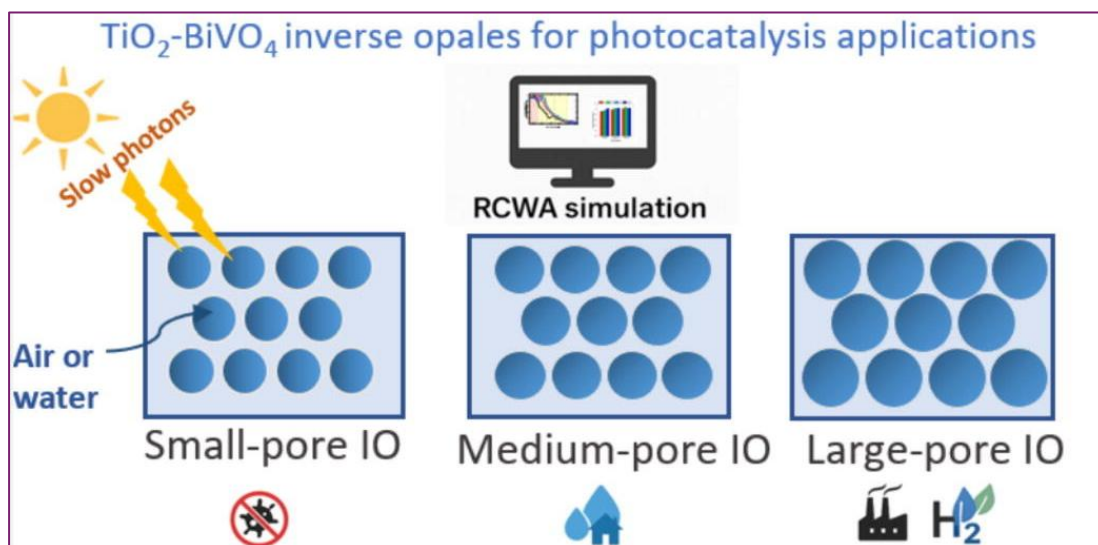 TiO₂-BiVO₄ inverse opales for photocatalysis applications
Slow photons
RCWA simulation
Air or
water
Small-pore IO
Medium-pore IO
Large-pore IO
H₂